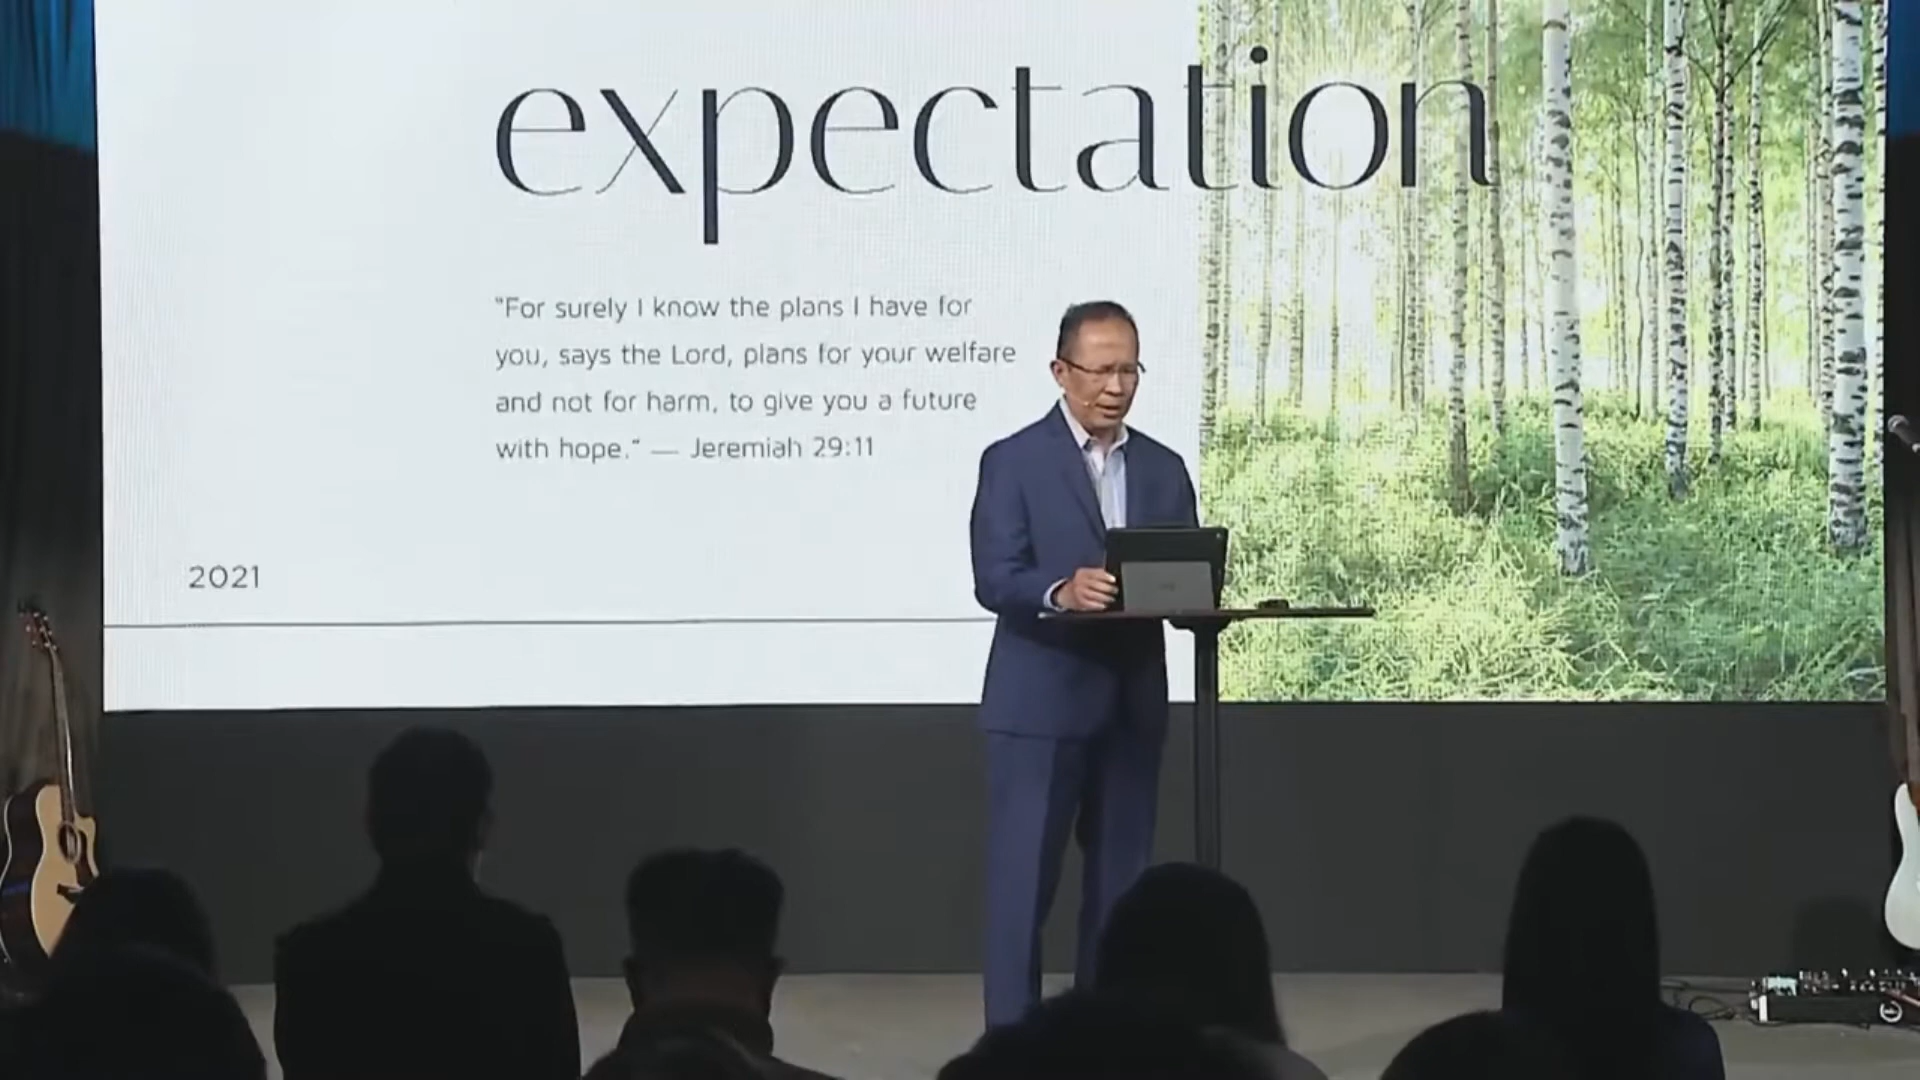 expectation
"For surely I know the plans I have for
you, says the Lord, plans for your welfare
and not for harm, to give you a future
with hope." — Jeremiah 29:11
2021